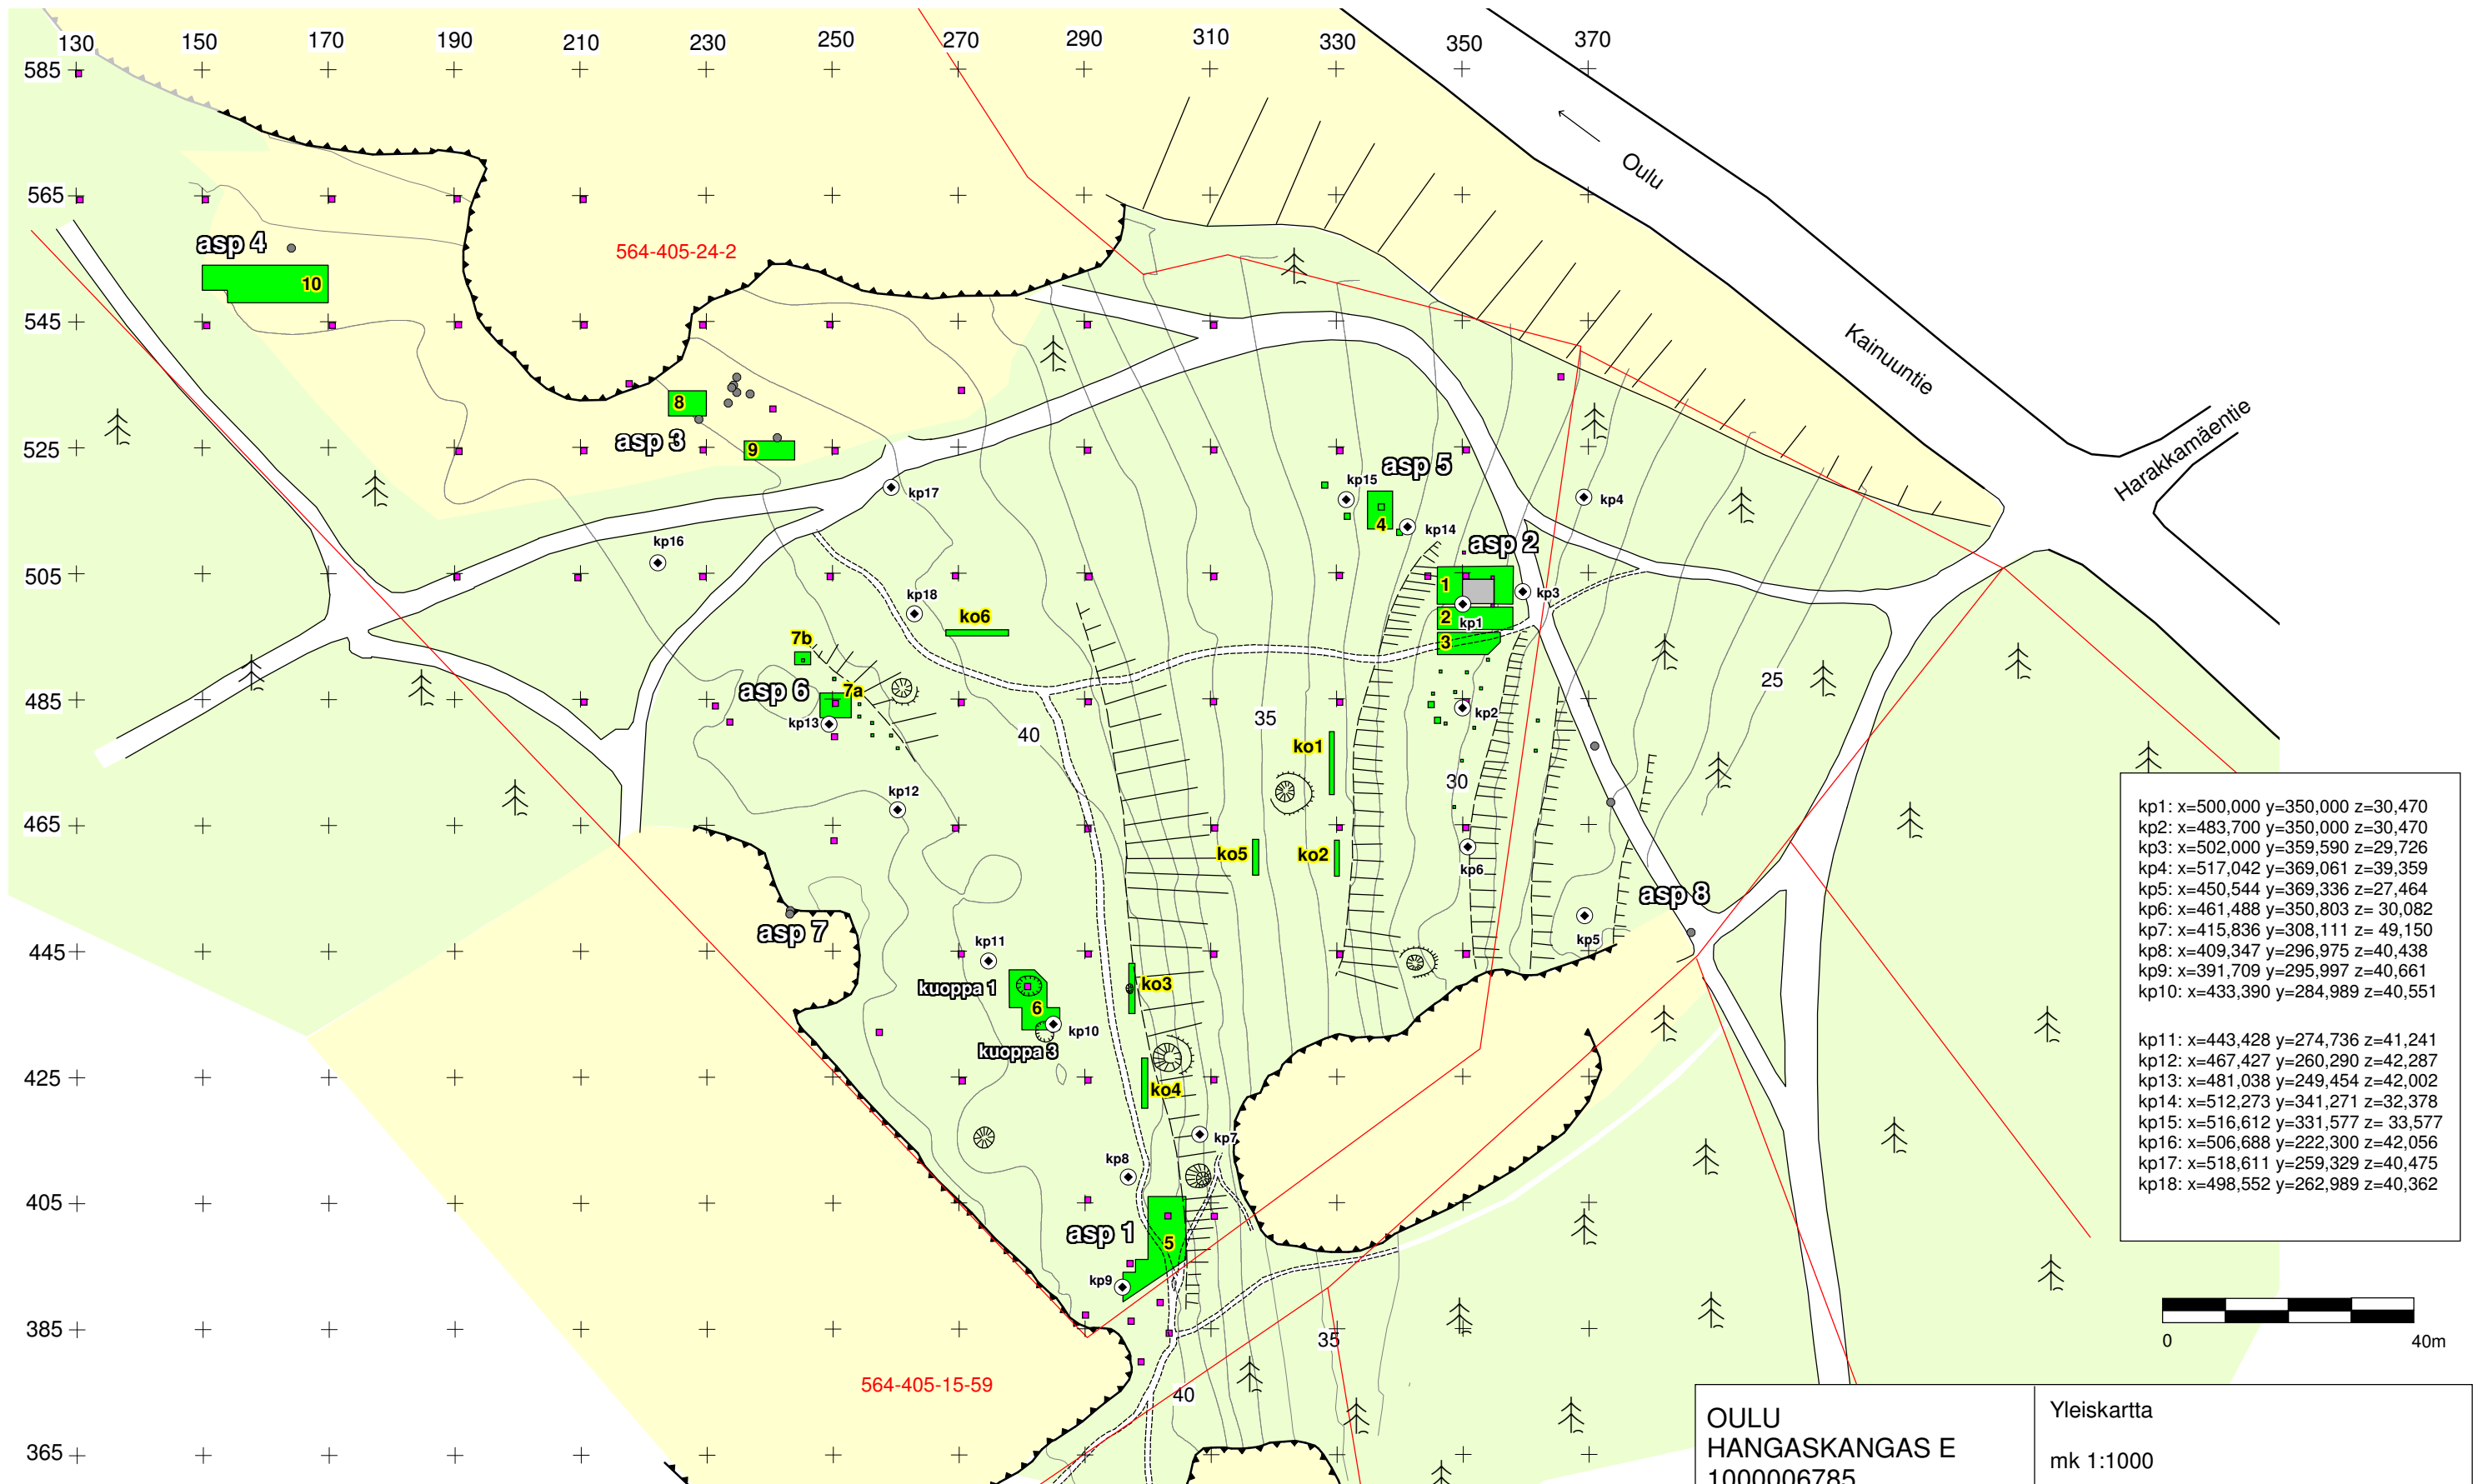 130 150 170 190 210 230 250 270 290 310 330 350 370
585
Oulu
565
asp 4
564-405-24-2
10
545
Kainuuntie
8
Harakkamäentie
asp 3
9
525
asp 5
kp15
kp17
kp4
4
kp14
asp 2
kp16
505
1
kp3
kp18
ko6
2
kp1
7b
3
asp 6
7a
25
485
kp13
kp2
35
40
ko1
30
kp12
465
ko5
ko2
kp6
asp 8
asp 7
kp11
kp5
445
kuoppa 1
ko3
6
kp10
kuoppa 3
425
ko4
kp7
kp8
405
asp 1
5
kp9
385
35
564-405-15-59
40
365
kp1: x=500,000 y=350,000 z=30,470
kp2: x=483,700 y=350,000 z=30,470
kp3: x=502,000 y=359,590 z=29,726
kp4: x=517,042 y=369,061 z=39,359
kp5: x=450,544 y=369,336 z=27,464
kp6: x=461,488 y=350,803 z= 30,082
kp7: x=415,836 y=308,111 z= 49,150
kp8: x=409,347 y=296,975 z=40,438
kp9: x=391,709 y=295,997 z=40,661
kp10: x=433,390 y=284,989 z=40,551
kp11: x=443,428 y=274,736 z=41,241
kp12: x=467,427 y=260,290 z=42,287
kp13: x=481,038 y=249,454 z=42,002
kp14: x=512,273 y=341,271 z=32,378
kp15: x=516,612 y=331,577 z= 33,577
kp16: x=506,688 y=222,300 z=42,056
kp17: x=518,611 y=259,329 z=40,475
kp18: x=498,552 y=262,989 z=40,362
0 40m
OULU
HANGASKANGAS E
1000006785
Yleiskartta
mk 1:1000